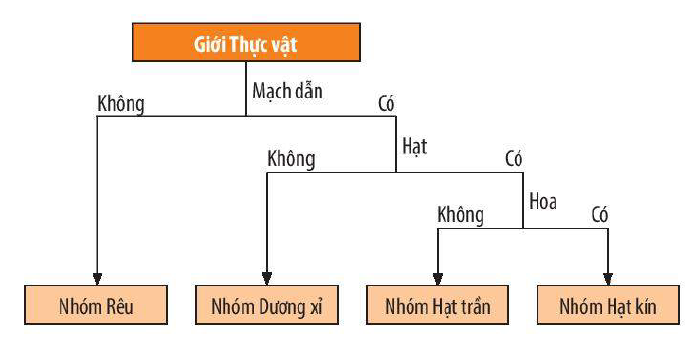 Giới Thực vật
Mạch dẫn
Không
Có
Hạt
Không
Có
Hoa
Không
Có
Nhóm Rêu
Nhóm Dương xỉ
Nhóm Hạt trần
Nhóm Hạt kín